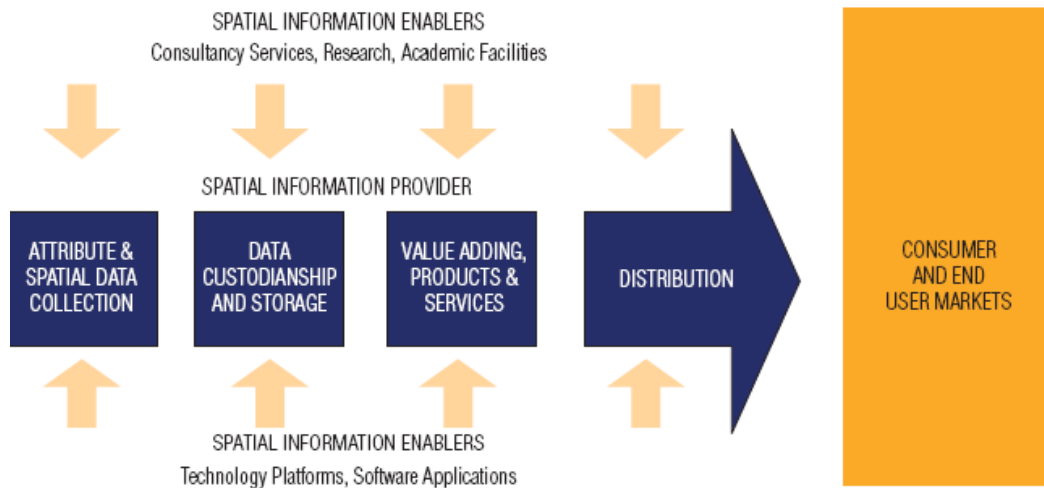 SPATIAL INFORMATION ENABLERS
Consultancy Services, Research, Academic Facilities
SPATIAL INFORMATION PROVIDER
ATTRIBUTE &
SPATIAL DATA
COLLECTION
DATA
CUSTODIANSHIP
AND STORAGE
VALUE ADDING,
PRODUCTS &
SERVICES
DISTRIBUTION
CONSUMER
AND END
USER MARKETS
SPATIAL INFORMATION ENABLERS
Technology Platforms, Software Applications